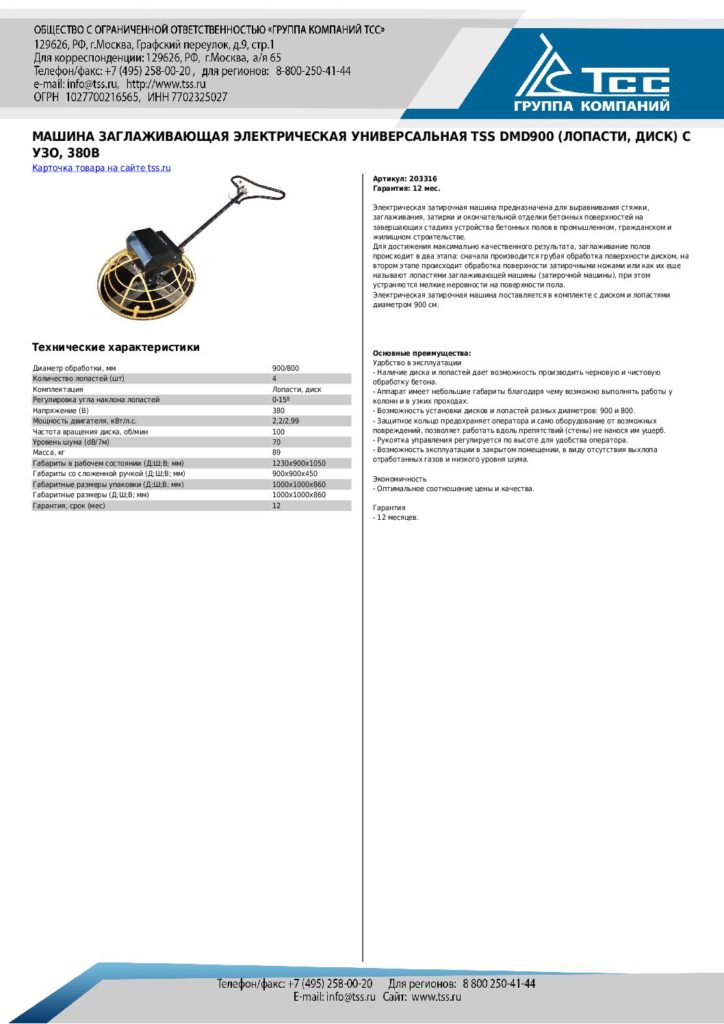 ОБЩЕСТВО С ОГРАНИЧЕННОЙ ОТВЕТСТВЕННОСТЬЮ «ГРУППА КОМПАНИЙ ТСС»
129626, РФ, г.Москва, Графский переулок, д.9, стр.1
Для корреспонденции: 129626, РФ, г.Москва, а/я 65
Телефон/факс: +7 (495) 258-00-20 , для регионов: 8-800-250-41-44
e-mail: info@tss.ru, http://www.tss.ru
ОГРН 1027700216565, ИНН 7702325027
ТСС
ГРУППА КОМПАНИЙ
МАШИНА ЗАГЛАЖИВАЮЩАЯ ЭЛЕКТРИЧЕСКАЯ УНИВЕРСАЛЬНАЯ TSS DMD900 (ЛОПАСТИ, ДИСК) С
УЗО, 380В
Карточка товара на сайте tss.ru
Технические характеристики
Диаметр обработки, мм 900/800
Количество лопастей (шт) 4
Комплектация Лопасти, диск
Регулировка угла наклона лопастей 0-15º
Напряжение (В) 380
Мощность двигателя, кВт/л.с. 2,2/2,99
Частота вращения диска, об/мин 100
Уровень шума (dB/7м) 70
Масса, кг 89
Габариты в рабочем состоянии (Д;Ш;В; мм) 1230х900х1050
Габариты со сложенной ручкой (Д;Ш;В; мм) 900х900х450
Габаритные размеры упаковки (Д;Ш;В; мм) 1000х1000х860
Габаритные размеры (Д;Ш;В; мм) 1000х1000х860
Гарантия, срок (мес) 12
Артикул: 203316
Гарантия: 12 мес.
Электрическая затирочная машина предназначена для выравнивания стяжки,
заглаживания, затирки и окончательной отделки бетонных поверхностей на
завершающих стадиях устройства бетонных полов в промышленном, гражданском и
жилищном строительстве.
Для достижения максимально качественного результата, заглаживание полов
происходит в два этапа: сначала производится грубая обработка поверхности диском, на
втором этапе происходит обработка поверхности затирочными ножами или как их еще
называют лопастями заглаживающей машины (затирочной машины), при этом
устраняются мелкие неровности на поверхности пола.
Электрическая затирочная машина поставляется в комплекте с диском и лопастями
диаметром 900 см.
Основные преимущества:
Удобство в эксплуатации
- Наличие диска и лопастей дает возможность производить черновую и чистовую
обработку бетона.
- Аппарат имеет небольшие габариты благодаря чему возможно выполнять работы у
колонн и в узких проходах.
- Возможность установки дисков и лопастей разных диаметров: 900 и 800.
- Защитное кольцо предохраняет оператора и само оборудование от возможных
повреждений, позволяет работать вдоль препятствий (стены) не нанося им ущерб.
- Рукоятка управления регулируется по высоте для удобства оператора.
- Возможность эксплуатации в закрытом помещении, в виду отсутствия выхлопа
отработанных газов и низкого уровня шума.
Экономичность
- Оптимальное соотношение цены и качества.
Гарантия
- 12 месяцев.
Телефон/факс: +7 (495) 258-00-20 Для регионов: 8 800 250-41-44
E-mail: info@tss.ru Сайт: www.tss.ru